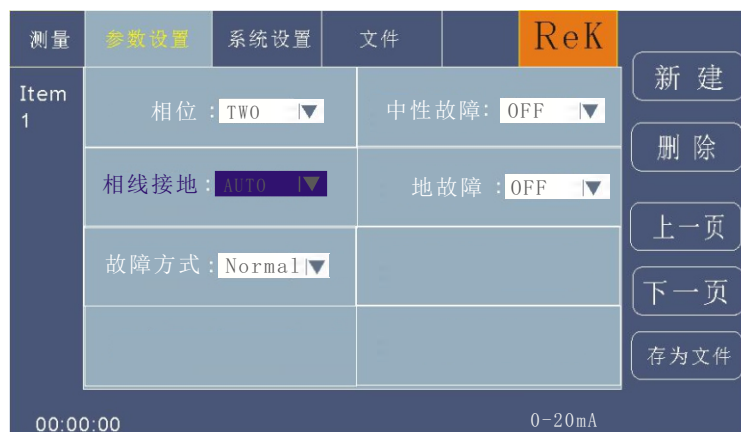 测量 参数设置 系统设置 文件 ReK
Item
1
相位：TWO
中性故障：OFF
相线接地：AUTO
地故障：OFF
故障方式：Normal
新建
删除
上一页
下一页
存为文件
00:00:00
0-20mA